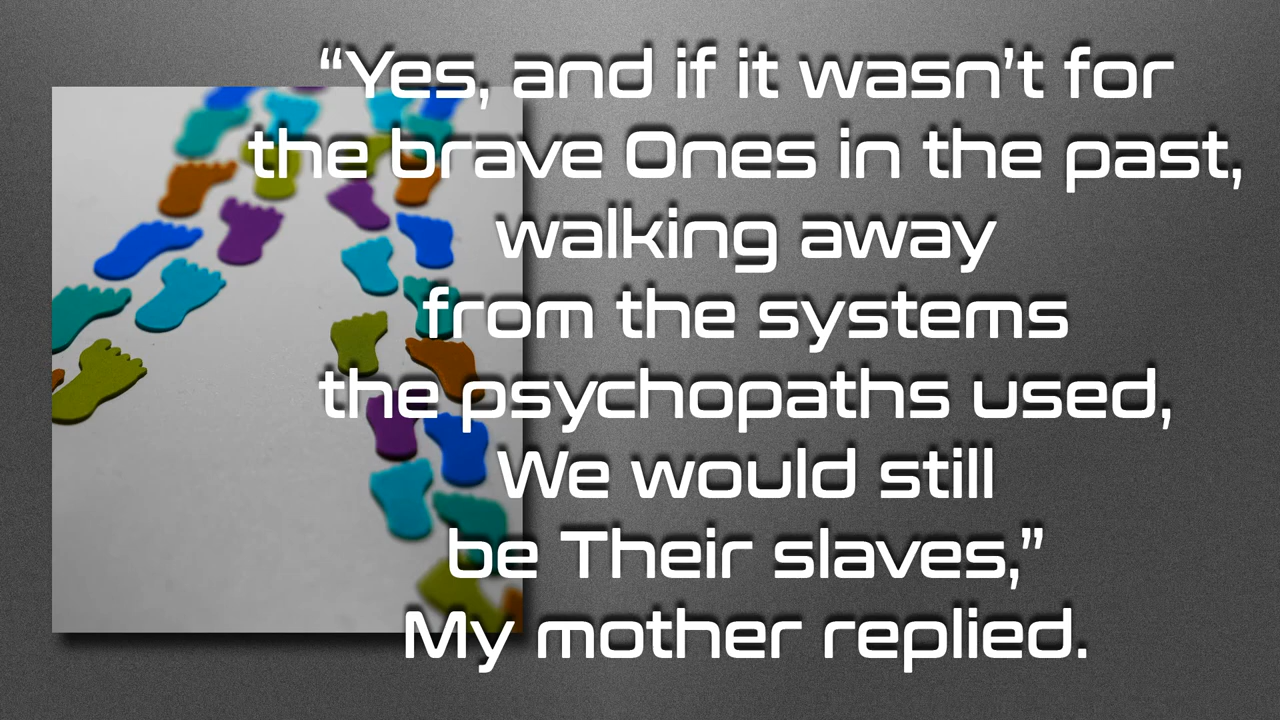 “Yes, and if it wasn’t for
the brave Ones in the past,
walking away
from the systems
the psychopaths used,
We would still
be Their slaves,”
My mother replied.